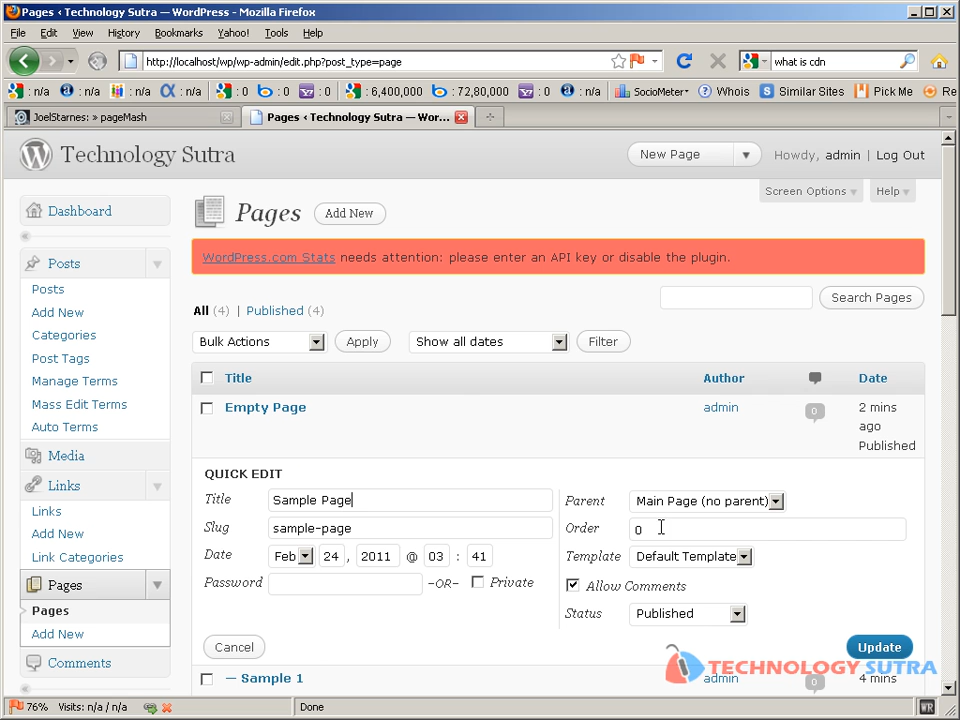 Pages ‹ Technology Sutra — WordPress - Mozilla Firefox
File Edit View History Bookmarks Yahoo! Tools Help
http://localhost/wp/wp-admin/edit.php?post_type=page what is cdn
: n/a : n/a : n/a : n/a : 0 : 0 : 0 : 6,400,000 : 72,80,000 : n/a : n/a SocioMeter Whois Similar Sites Pick Me Re
JoelStarnes: » pageMash Pages ‹ Technology Sutra — Wor...
Technology Sutra New Page Howdy, admin | Log Out
Screen Options Help
Dashboard
Pages Add New
WordPress.com Stats needs attention: please enter an API key or disable the plugin.
Posts
Posts
Add New
Categories
Post Tags
Manage Terms
Mass Edit Terms
Auto Terms
Media
Links
Links
Add New
Link Categories
Pages
Pages
Add New
Comments
Search Pages
All (4) | Published (4)
Bulk Actions Apply Show all dates Filter
Title Author Date
Empty Page admin 0 2 mins
ago
Published
QUICK EDIT
Title Sample Page
Slug sample-page
Date Feb 24 , 2011 @ 03 : 41
Password –OR– Private
Parent Main Page (no parent)
Order 0
Template Default Template
Allow Comments
Status Published
Cancel Update
TECHNOLOGY SUTRA
— Sample 1 admin 0 4 mins
76% Visits: n/a / n/a Done WR